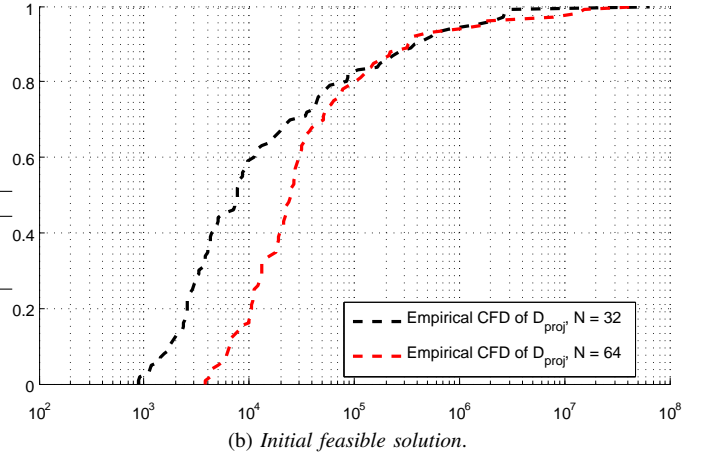 1
0.8
0.6
0.4
0.2
0
Empirical CFD of D_proj, N = 32
Empirical CFD of D_proj, N = 64
10^2 10^3 10^4 10^5 10^6 10^7 10^8
(b) Initial feasible solution.